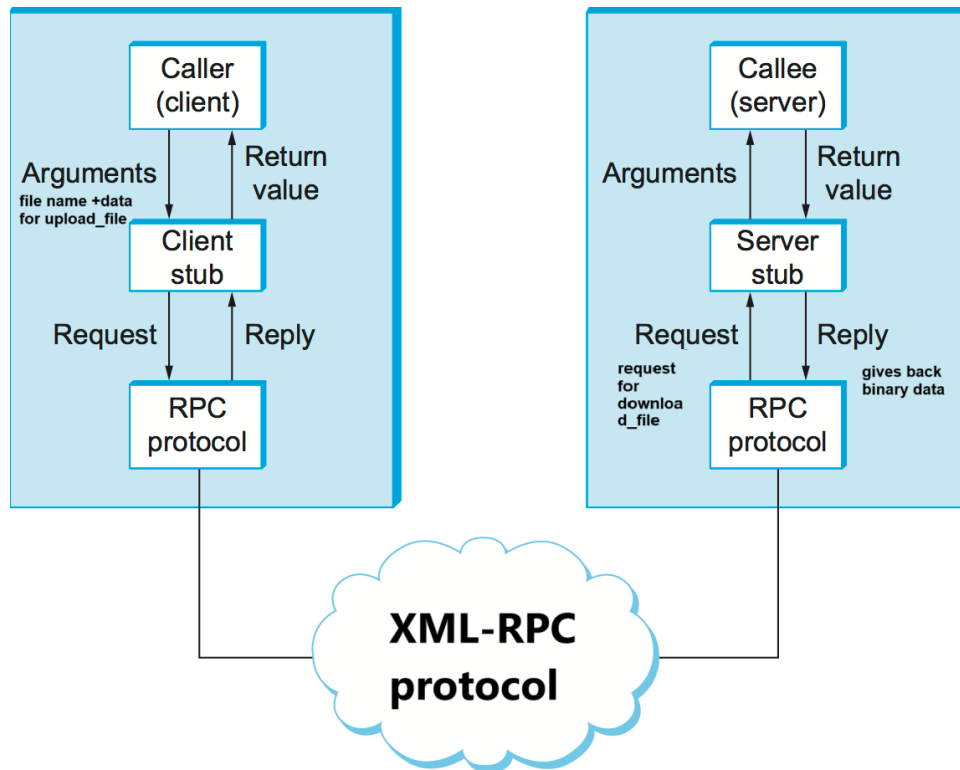 Caller
(client)
Arguments
file name +data
for upload_file
Return
value
Client
stub
Request
Reply
RPC
protocol
Callee
(server)
Arguments
Return
value
Server
stub
Request
request
for
downloa
d_file
Reply
gives back
binary data
RPC
protocol
XML-RPC
protocol